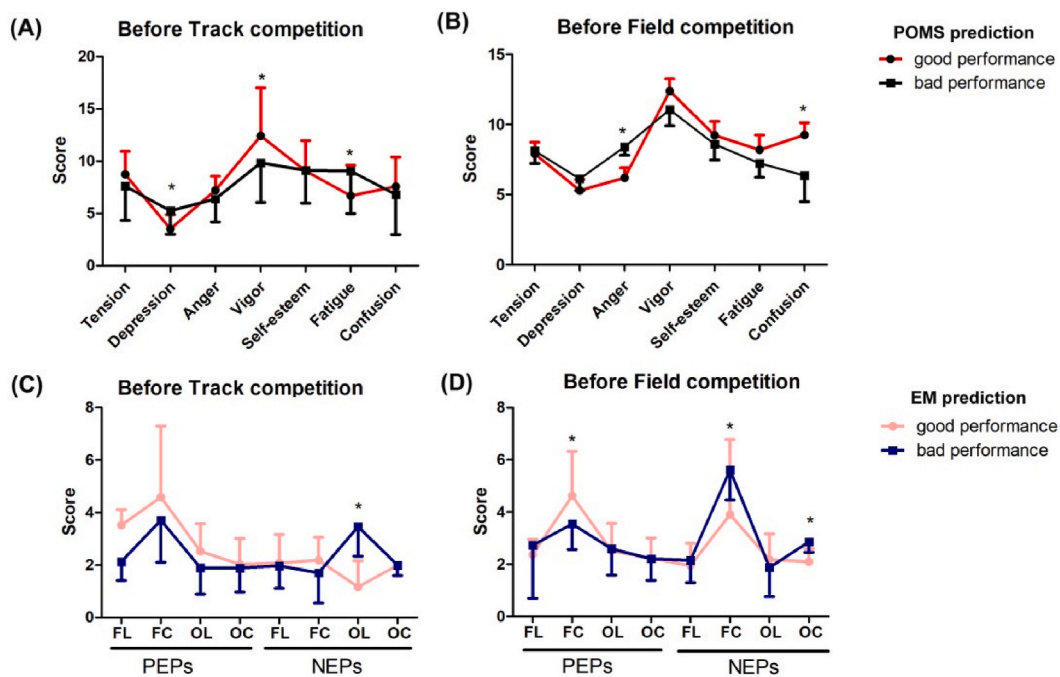 (A)
Before Track competition
Score
20
15
10
5
0
*
*
*
Tension
Depression
Anger
Vigor
Self-esteem
Fatigue
Confusion
(B)
Before Field competition
Score
15
10
5
0
*
*
Tension
Depression
Anger
Vigor
Self-esteem
Fatigue
Confusion
POMS prediction
good performance
bad performance
(C)
Before Track competition
Score
8
6
4
2
0
*
FL FC OL OC FL FC OL OC
PEPs NEPs
(D)
Before Field competition
Score
8
6
4
2
0
*
*
*
FL FC OL OC FL FC OL OC
PEPs NEPs
EM prediction
good performance
bad performance